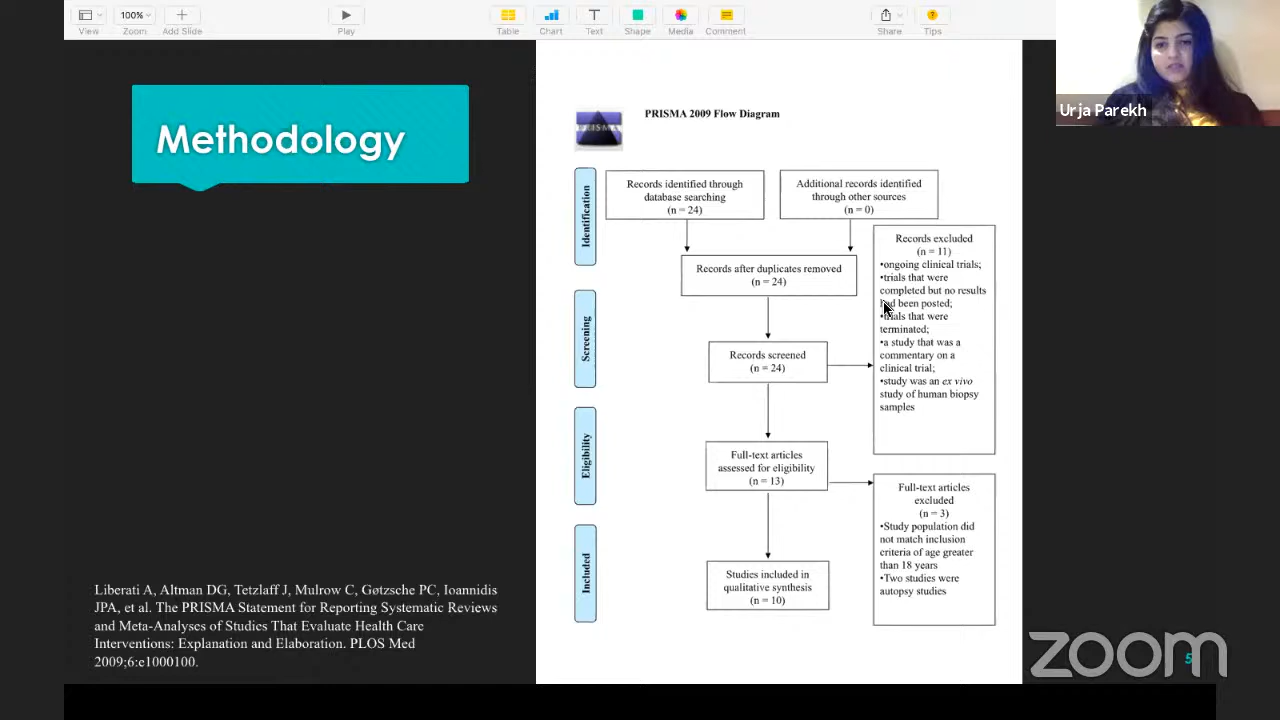 View
100%
Zoom
Add Slide
Play
Table
Chart
Text
Shape
Media
Comment
Share
Tips
Urja Parekh
Methodology
PRISMA
PRISMA 2009 Flow Diagram
Identification
Records identified through
database searching
(n = 24)
Additional records identified
through other sources
(n = 0)
Records after duplicates removed
(n = 24)
Records excluded
(n = 11)
•ongoing clinical trials;
•trials that were
completed but no results
had been posted;
•trials that were
terminated;
•a study that was a
commentary on a
clinical trial;
•study was an ex vivo
study of human biopsy
samples
Screening
Records screened
(n = 24)
Eligibility
Full-text articles
assessed for eligibility
(n = 13)
Full-text articles
excluded
(n = 3)
•Study population did
not match inclusion
criteria of age greater
than 18 years
•Two studies were
autopsy studies
Included
Studies included in
qualitative synthesis
(n = 10)
Liberati A, Altman DG, Tetzlaff J, Mulrow C, Gøtzsche PC, Ioannidis
JPA, et al. The PRISMA Statement for Reporting Systematic Reviews
and Meta-Analyses of Studies That Evaluate Health Care
Interventions: Explanation and Elaboration. PLOS Med
2009;6:e1000100.
zoom
5